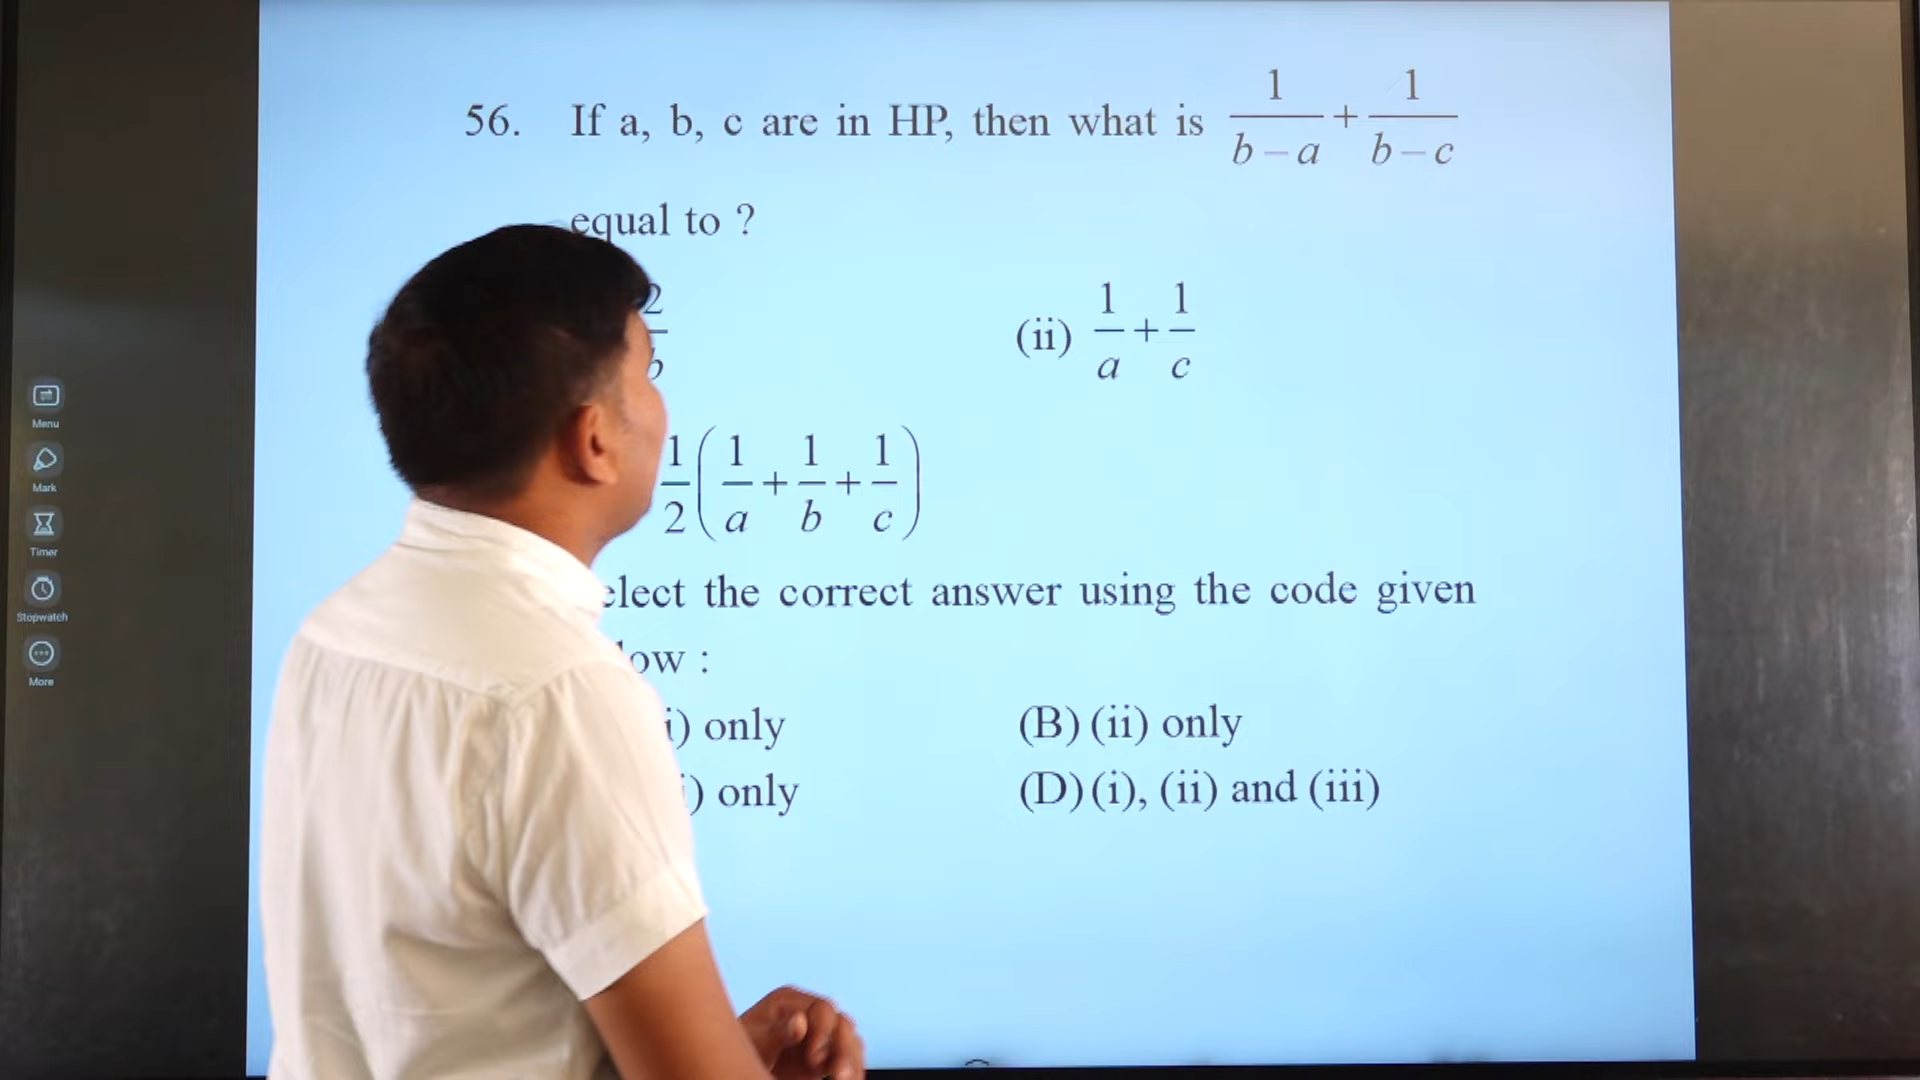 56. If a, b, c are in HP, then what is 1/(b – a) + 1/(b – c)
equal to ?
2/b (ii) 1/a + 1/c
1/2 (1/a + 1/b + 1/c)
the correct answer using the code given
:
only (B) (ii) only
only (D) (i), (ii) and (iii)
Menu
Mark
Timer
Stopwatch
More